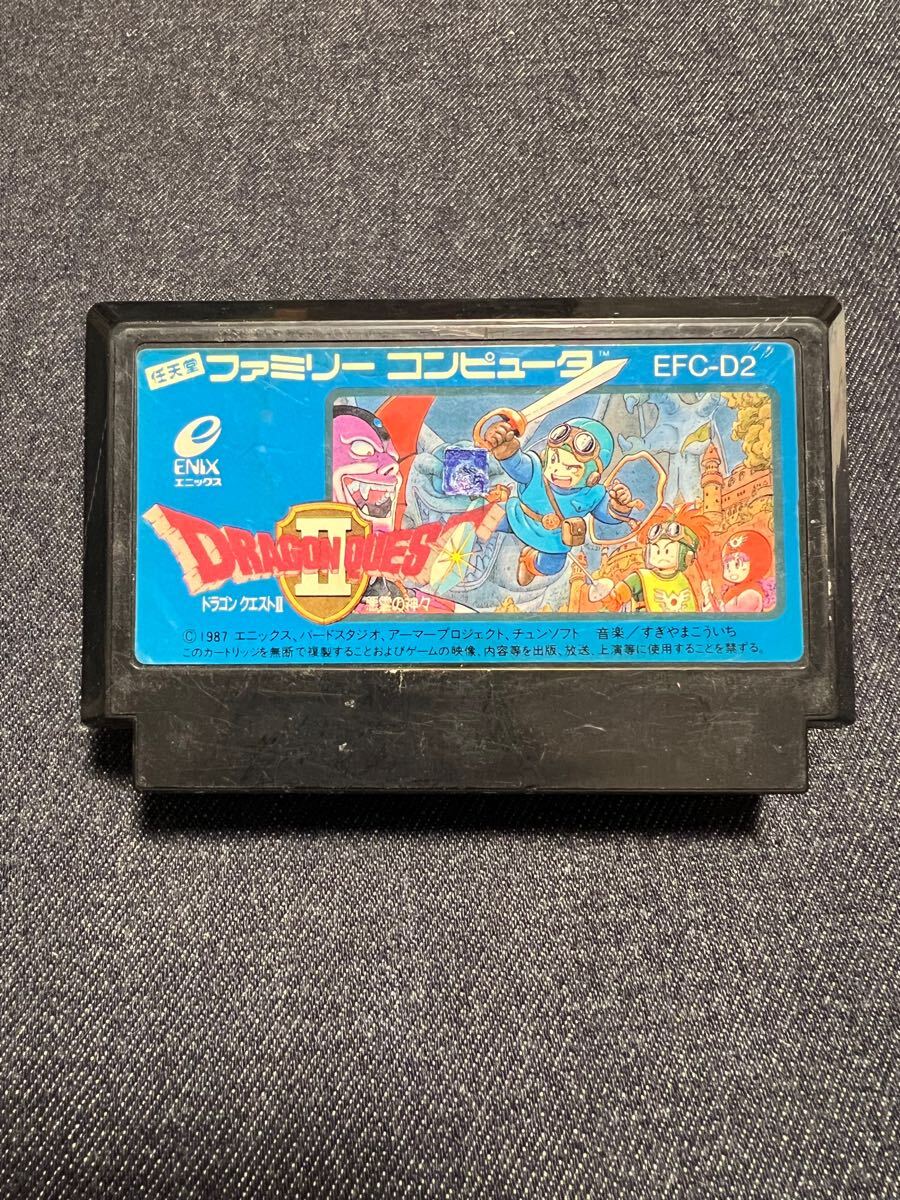 任天堂 ファミリー コンピュータ™ EFC-D2
ENIX
エニックス
DRAGON QUEST
II
ドラゴン クエストII 悪霊の神々
© 1987 エニックス、バードスタジオ、アーマープロジェクト、チュンソフト 音楽/すぎやまこういち
このカートリッジを無断で複製することおよびゲームの映像、内容等を出版、放送、上演等に使用することを禁ずる。